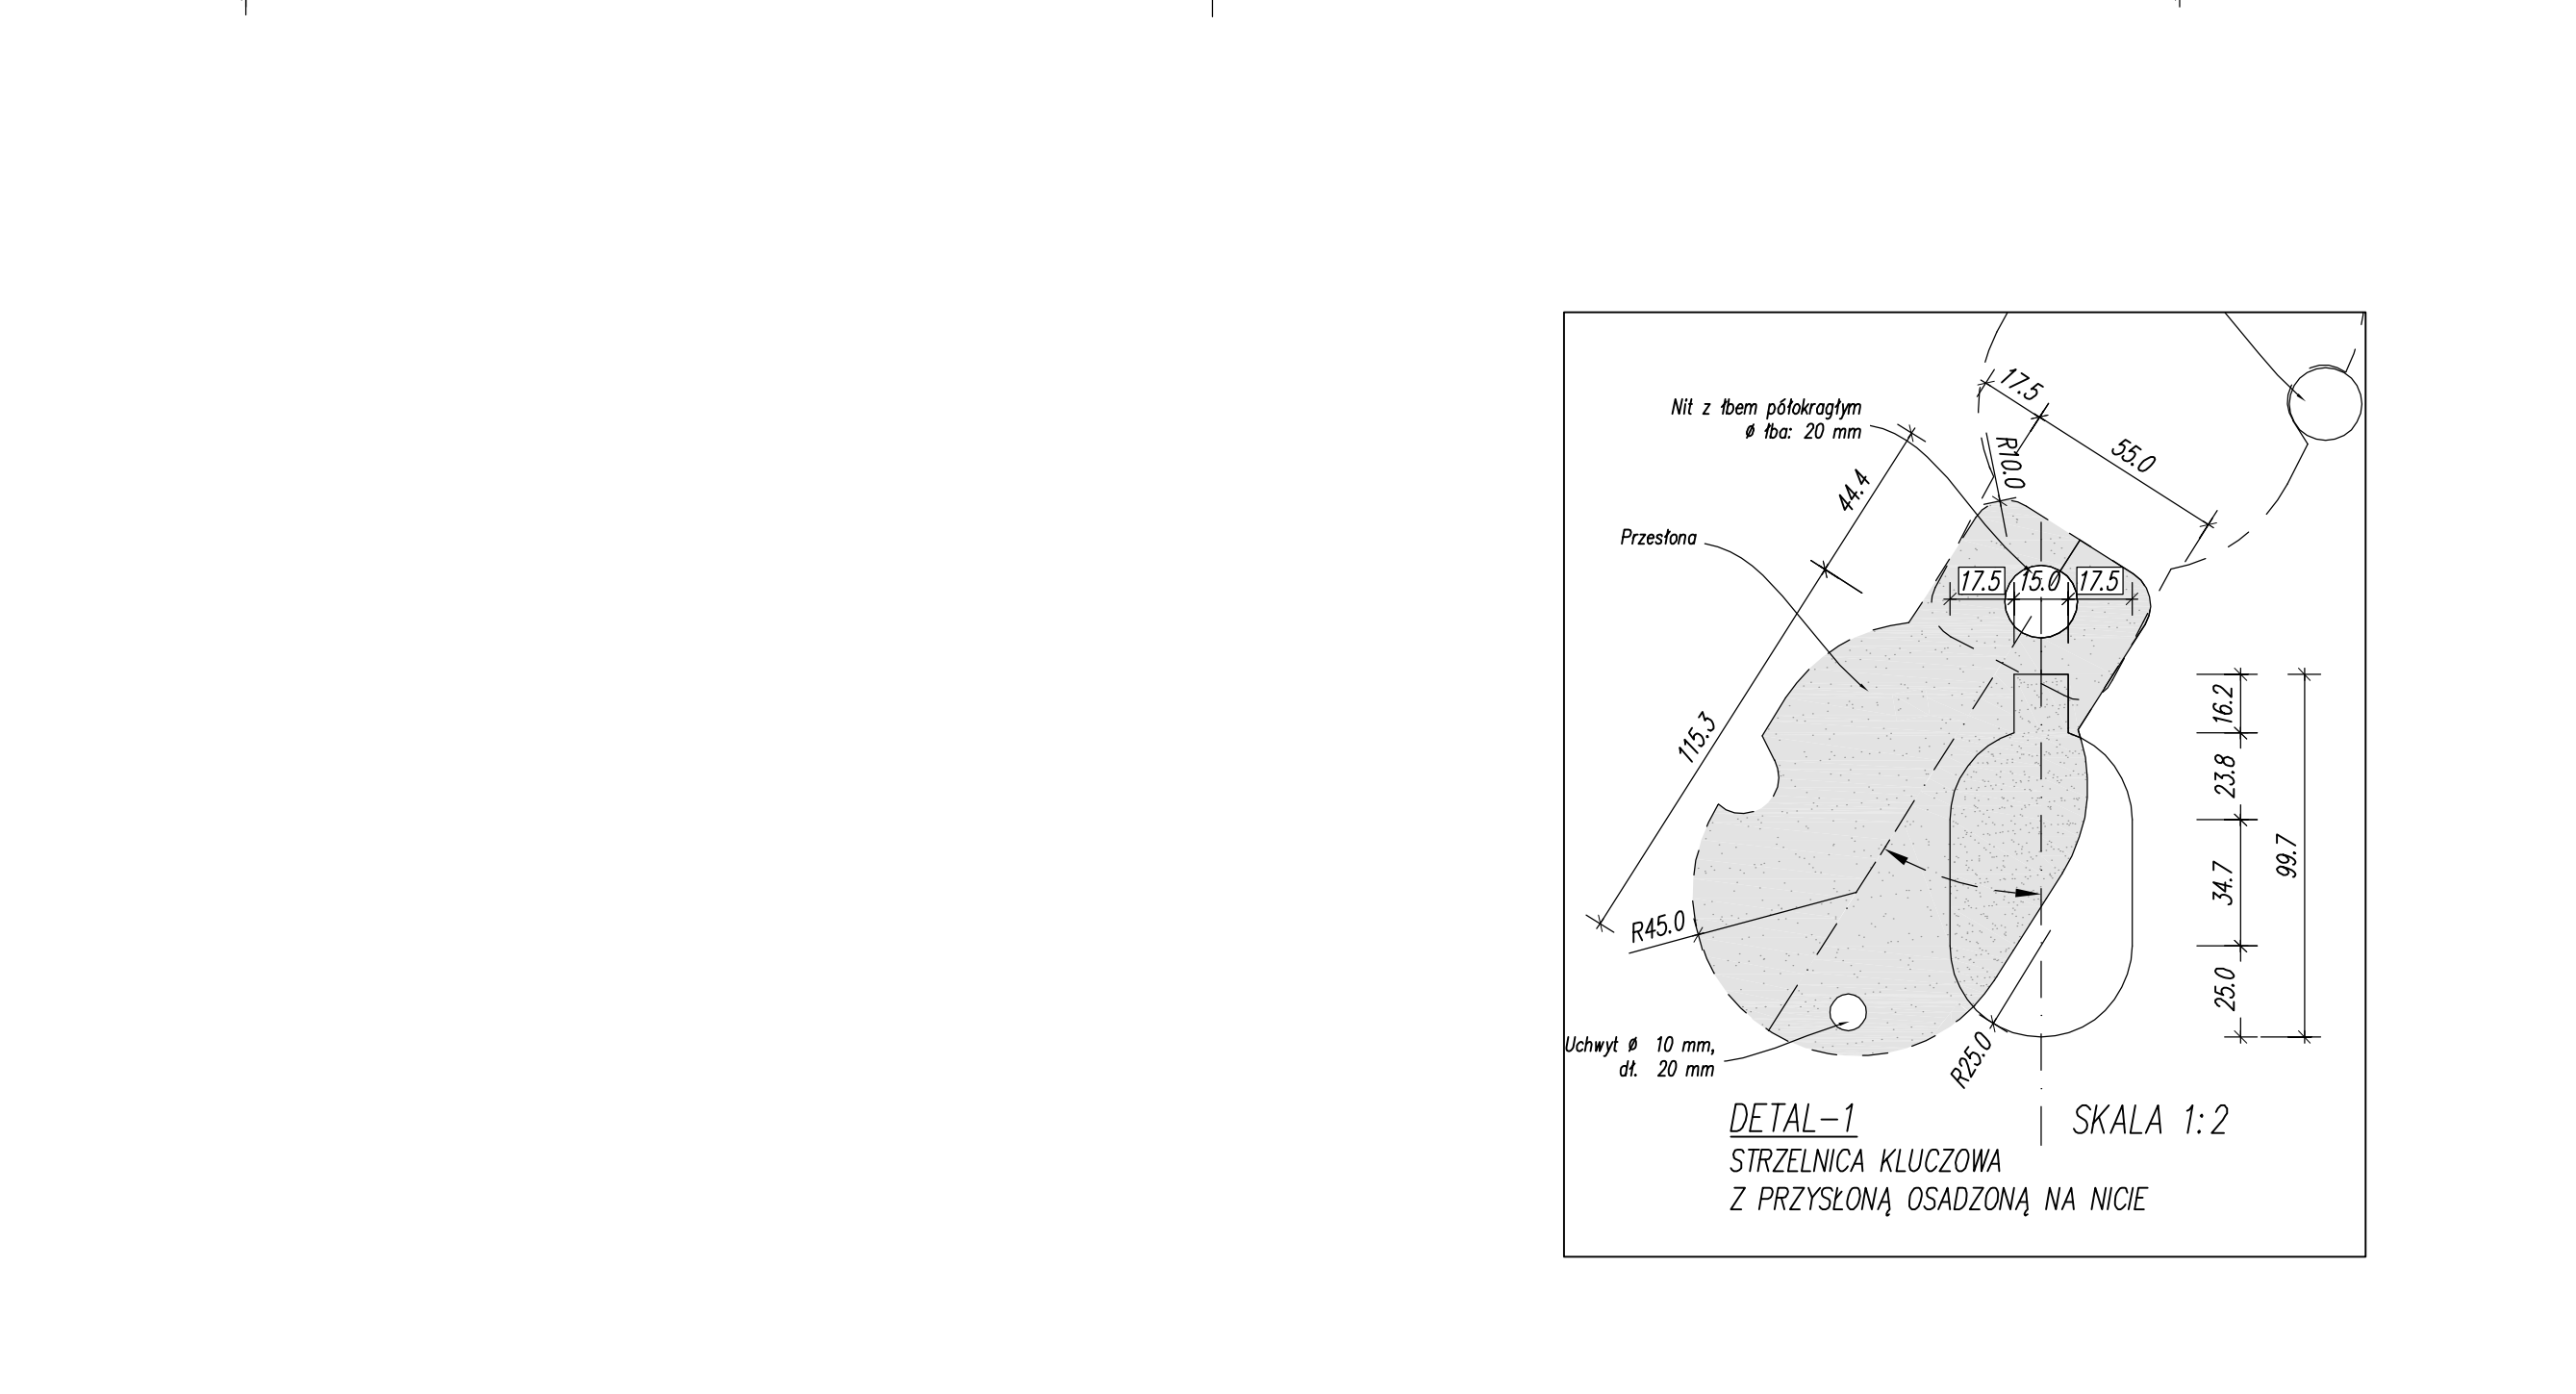 17.5
Nit z łbem półokragłym
ø łba: 20 mm
R10.0
55.0
44.4
Przesłona
17.5 15.0 17.5
115.3
16.2
23.8
34.7
99.7
25.0
R45.0
R25.0
Uchwyt ø 10 mm,
dł. 20 mm
DETAL-1 SKALA 1:2
STRZELNICA KLUCZOWA
Z PRZYSŁONĄ OSADZONĄ NA NICIE